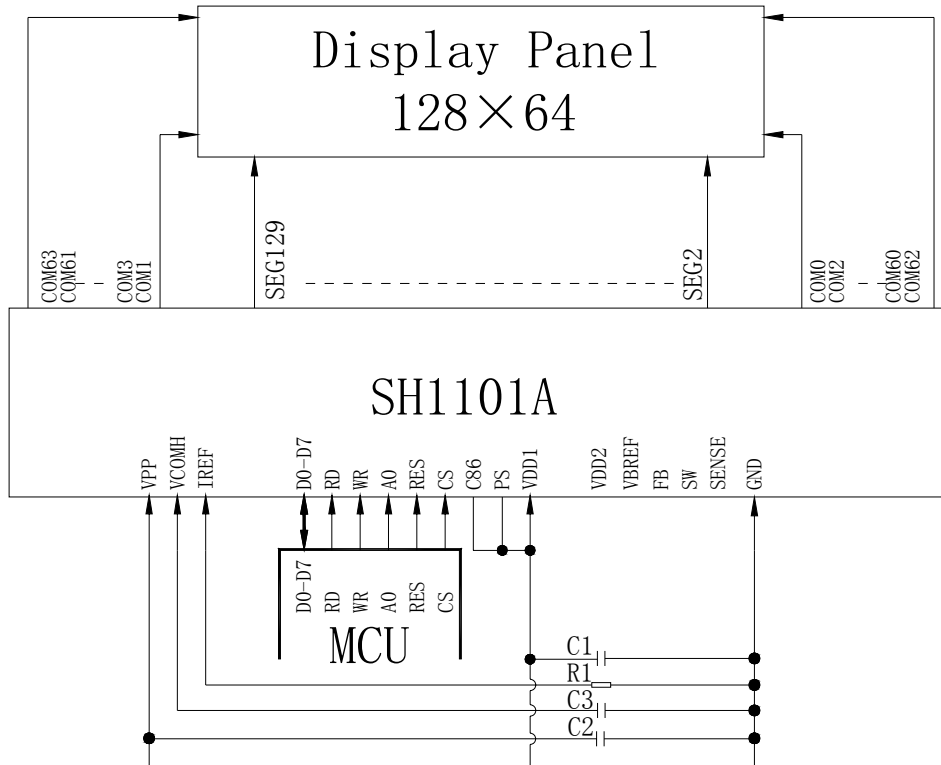 Display Panel
128×64
COM63
COM61
COM3
COM1
SEG129
SEG2
COM0
COM2
COM60
COM62
SH1101A
VPP
VCOMH
IREF
D0-D7
RD
WR
A0
RES
CS
C86
PS
VDD1
VDD2
VBREF
FB
SW
SENSE
GND
D0-D7
RD
WR
A0
RES
CS
MCU
C1
R1
C3
C2